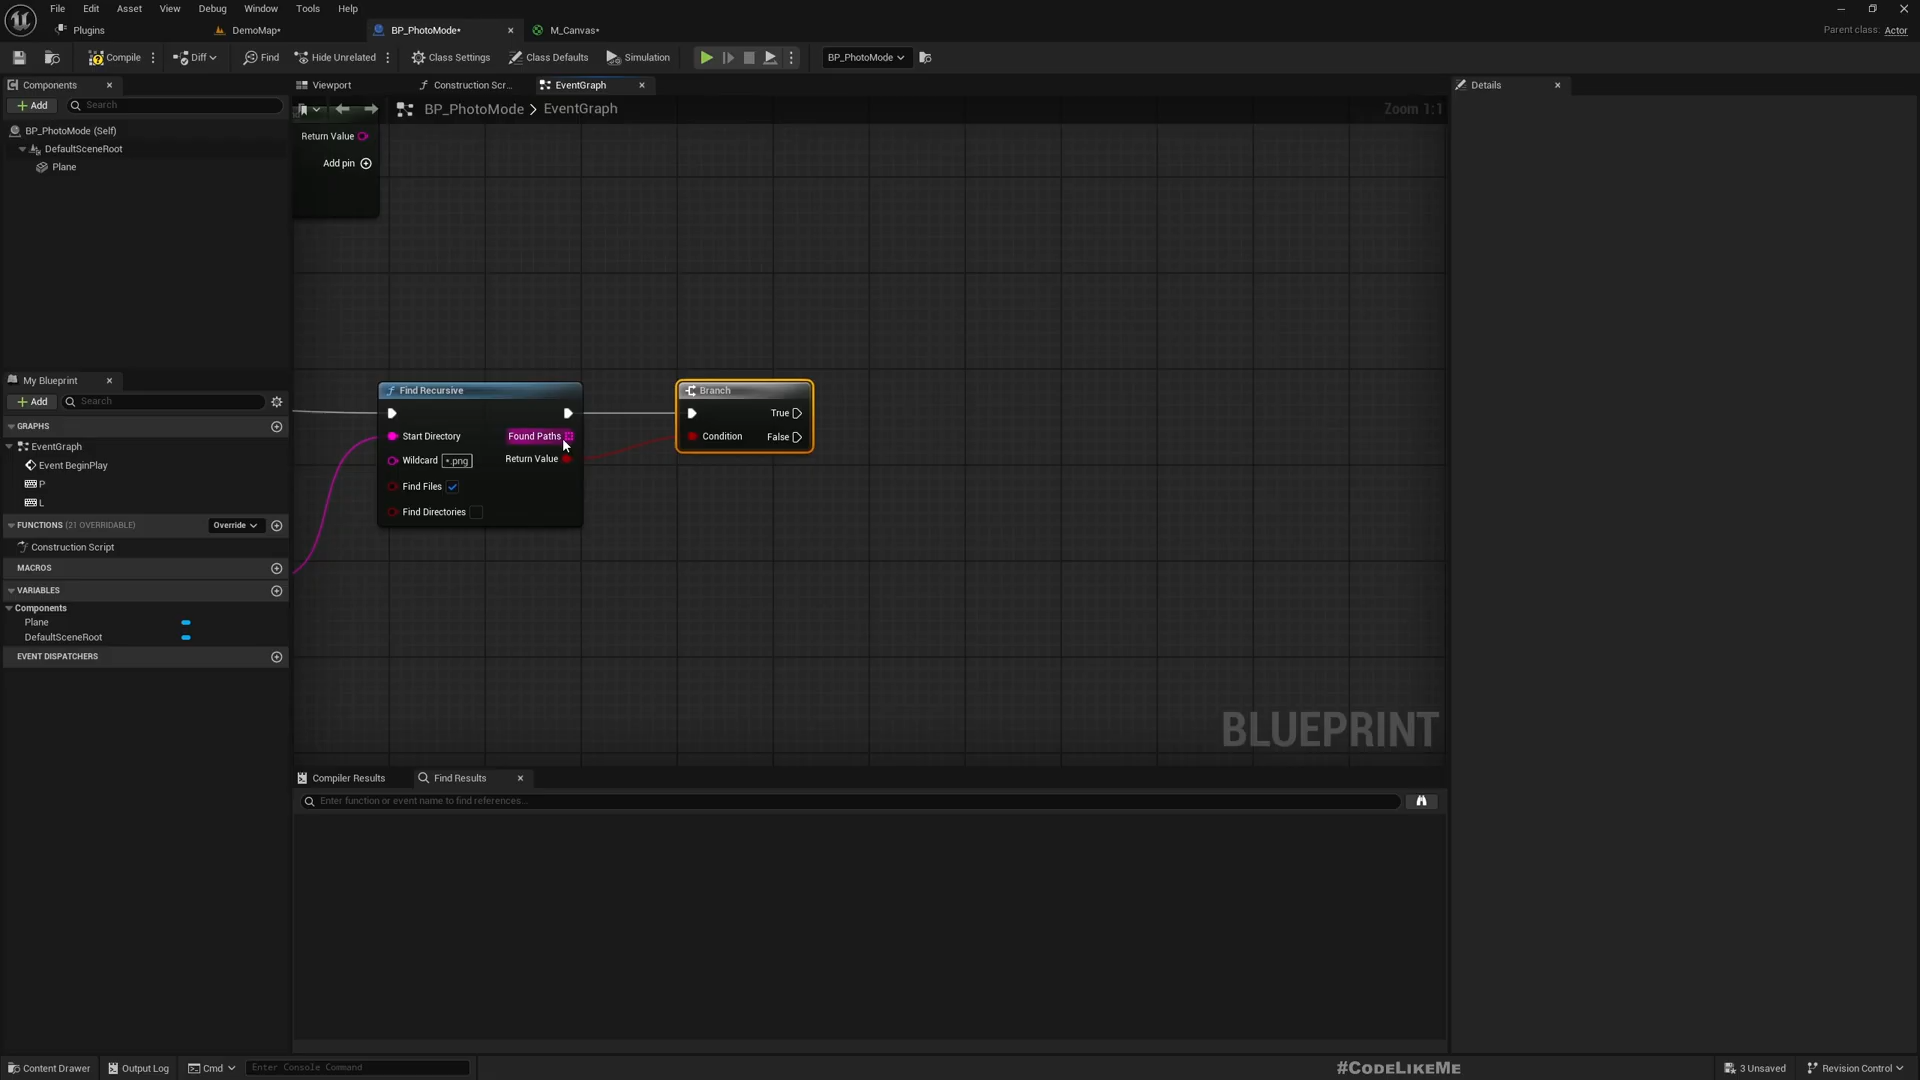 File Edit Asset View Debug Window Tools Help
Plugins DemoMap* BP_PhotoMode* M_Canvas* Parent class: Actor
Compile Diff Find Hide Unrelated Class Settings Class Defaults Simulation BP_PhotoMode
Components Viewport Construction Scr... EventGraph Details
Add Search BP_PhotoMode > EventGraph Zoom 1:1
BP_PhotoMode (Self)
DefaultSceneRoot
Plane
Return Value
Add pin
My Blueprint
Add Search
GRAPHS
EventGraph
Event BeginPlay
P
L
FUNCTIONS (21 OVERRIDABLE) Override
Construction Script
MACROS
VARIABLES
Components
Plane
DefaultSceneRoot
EVENT DISPATCHERS
Find Recursive
Start Directory Found Paths
Wildcard *.png Return Value
Find Files
Find Directories
Branch
True
Condition False
BLUEPRINT
Compiler Results Find Results
Enter function or event name to find references...
Content Drawer Output Log Cmd Enter Console Command #CODELIKEME 3 Unsaved Revision Control